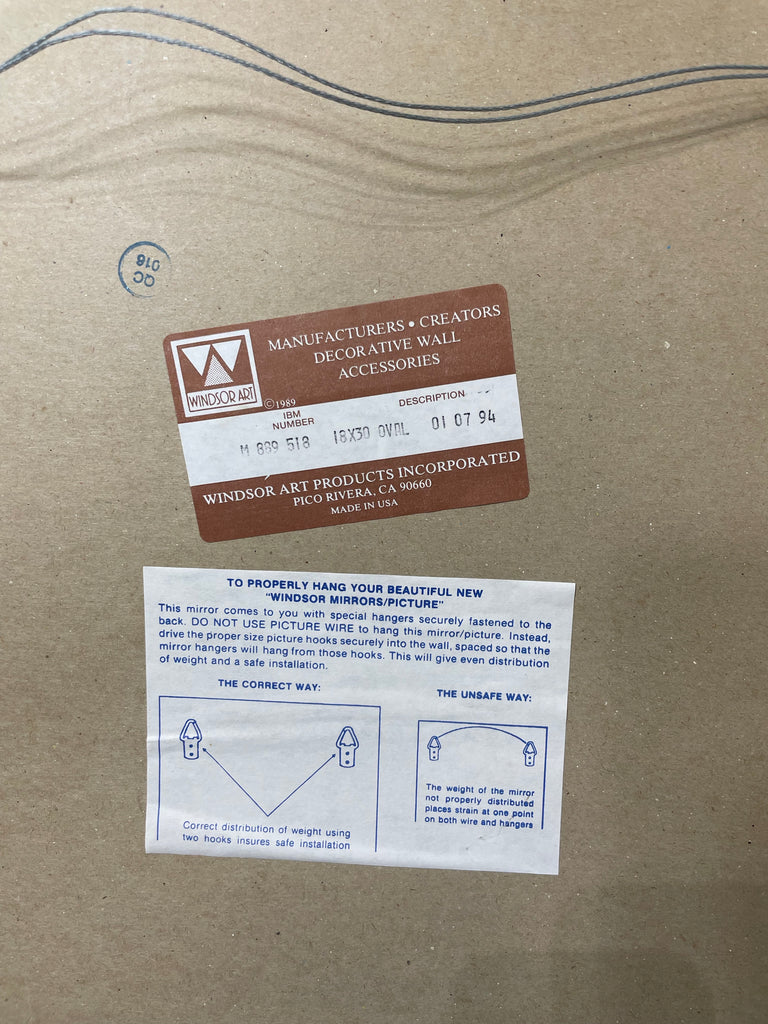 QC
016
MANUFACTURERS • CREATORS
DECORATIVE WALL
ACCESSORIES
WINDSOR ART
©1989
IBM
NUMBER
DESCRIPTION
M 889 518 18X30 OVAL 01 07 94
WINDSOR ART PRODUCTS INCORPORATED
PICO RIVERA, CA 90660
MADE IN USA
TO PROPERLY HANG YOUR BEAUTIFUL NEW
"WINDSOR MIRRORS/PICTURE"
This mirror comes to you with special hangers securely fastened to the
back. DO NOT USE PICTURE WIRE to hang this mirror/picture. Instead,
drive the proper size picture hooks securely into the wall, spaced so that the
mirror hangers will hang from those hooks. This will give even distribution
of weight and a safe installation.
THE CORRECT WAY:
Correct distribution of weight using
two hooks insures safe installation
THE UNSAFE WAY:
The weight of the mirror
not properly distributed
places strain at one point
on both wire and hangers